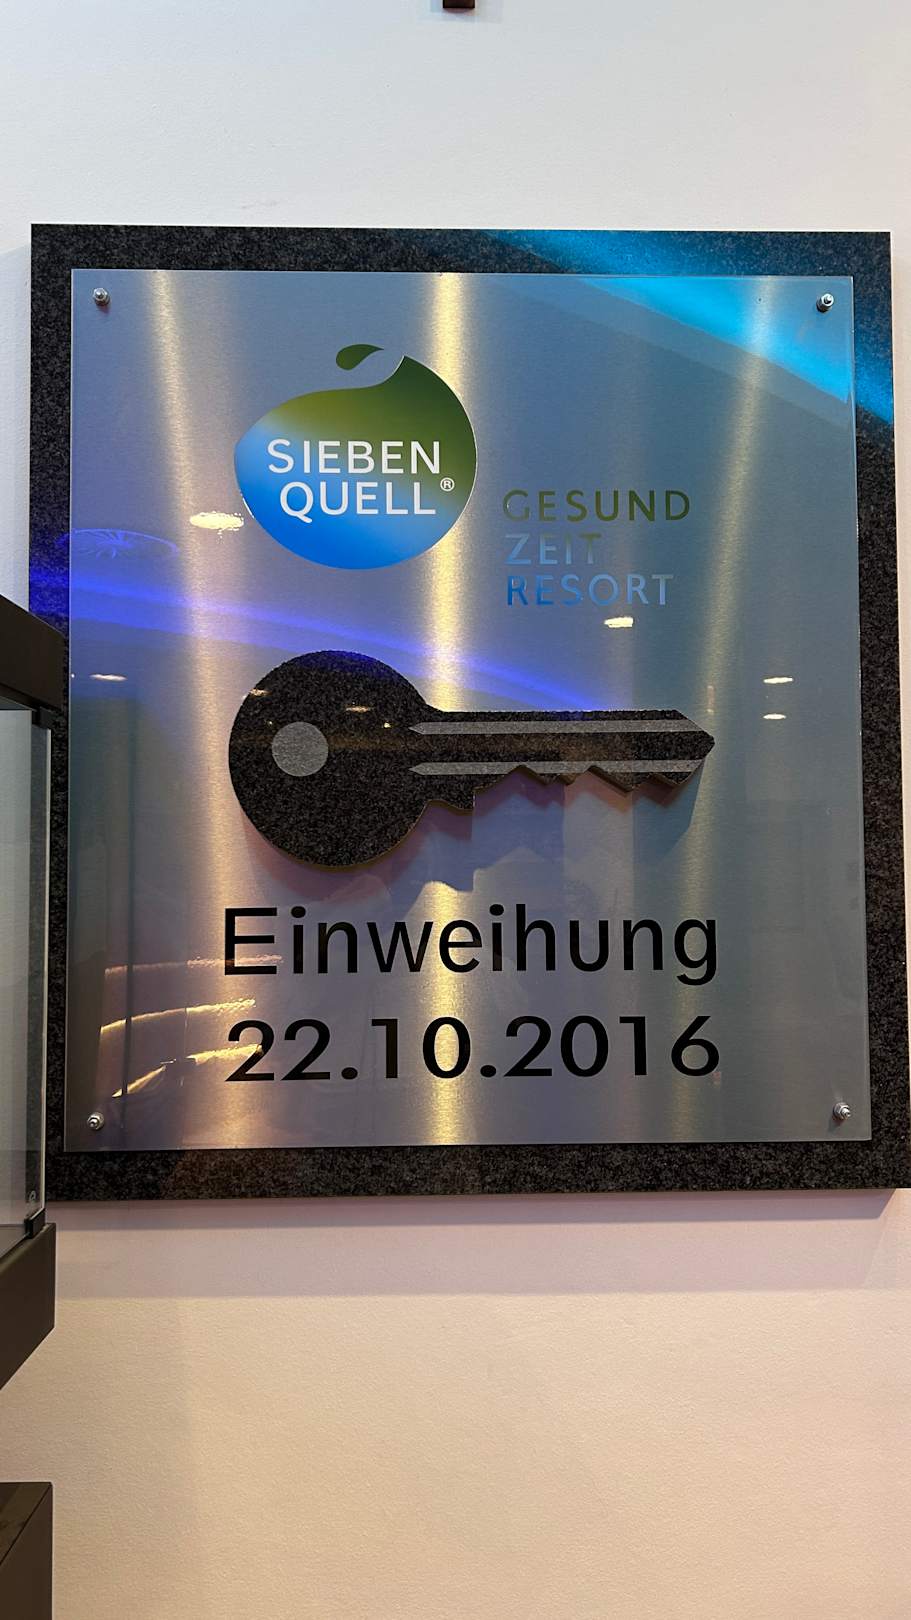 SIEBEN
QUELL®
GESUND
ZEIT
RESORT
Einweihung
22.10.2016